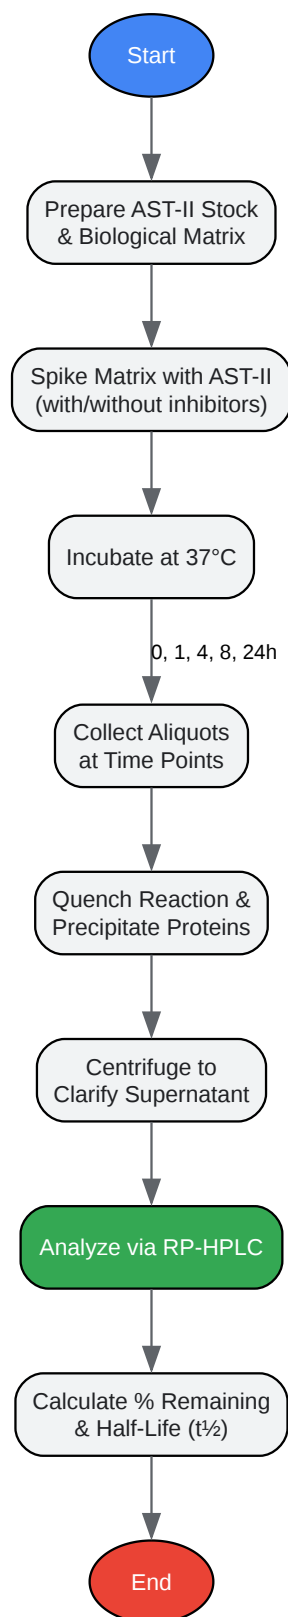 Start
Prepare AST-II Stock
& Biological Matrix
Spike Matrix with AST-II
(with/without inhibitors)
Incubate at 37°C
0, 1, 4, 8, 24h
Collect Aliquots
at Time Points
Quench Reaction &
Precipitate Proteins
Centrifuge to
Clarify Supernatant
Analyze via RP-HPLC
Calculate % Remaining
& Half-Life (t½)
End